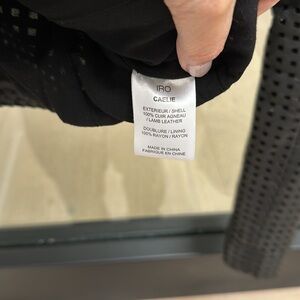 IRO
CAELIE
EXTERIEUR / SHELL
100% CUIR AGNEAU
/ LAMB LEATHER
DOUBLURE / LINING
100% RAYON / RAYON
MADE IN CHINA
FABRIQUE EN CHINE